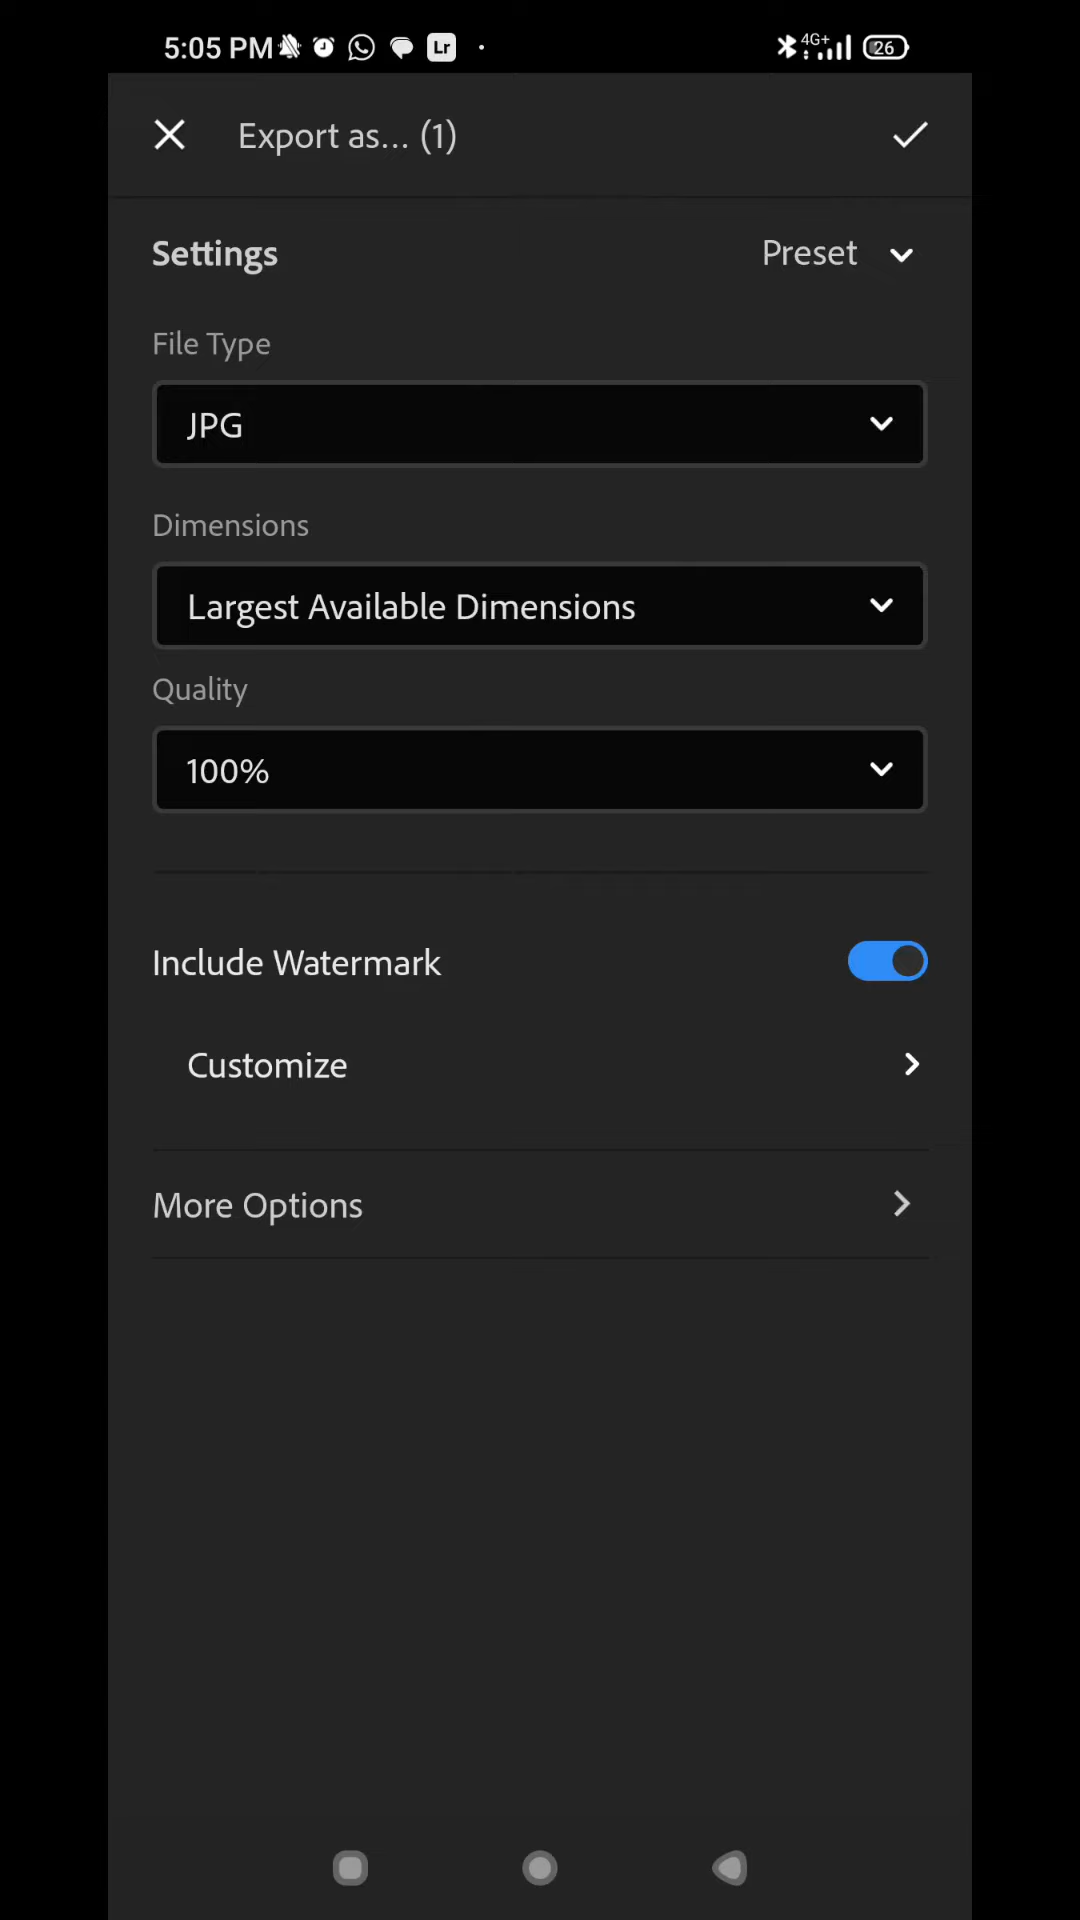 5:05 PM Lr 4G+ 26
Export as... (1)
Settings Preset
File Type
JPG
Dimensions
Largest Available Dimensions
Quality
100%
Include Watermark
Customize
More Options